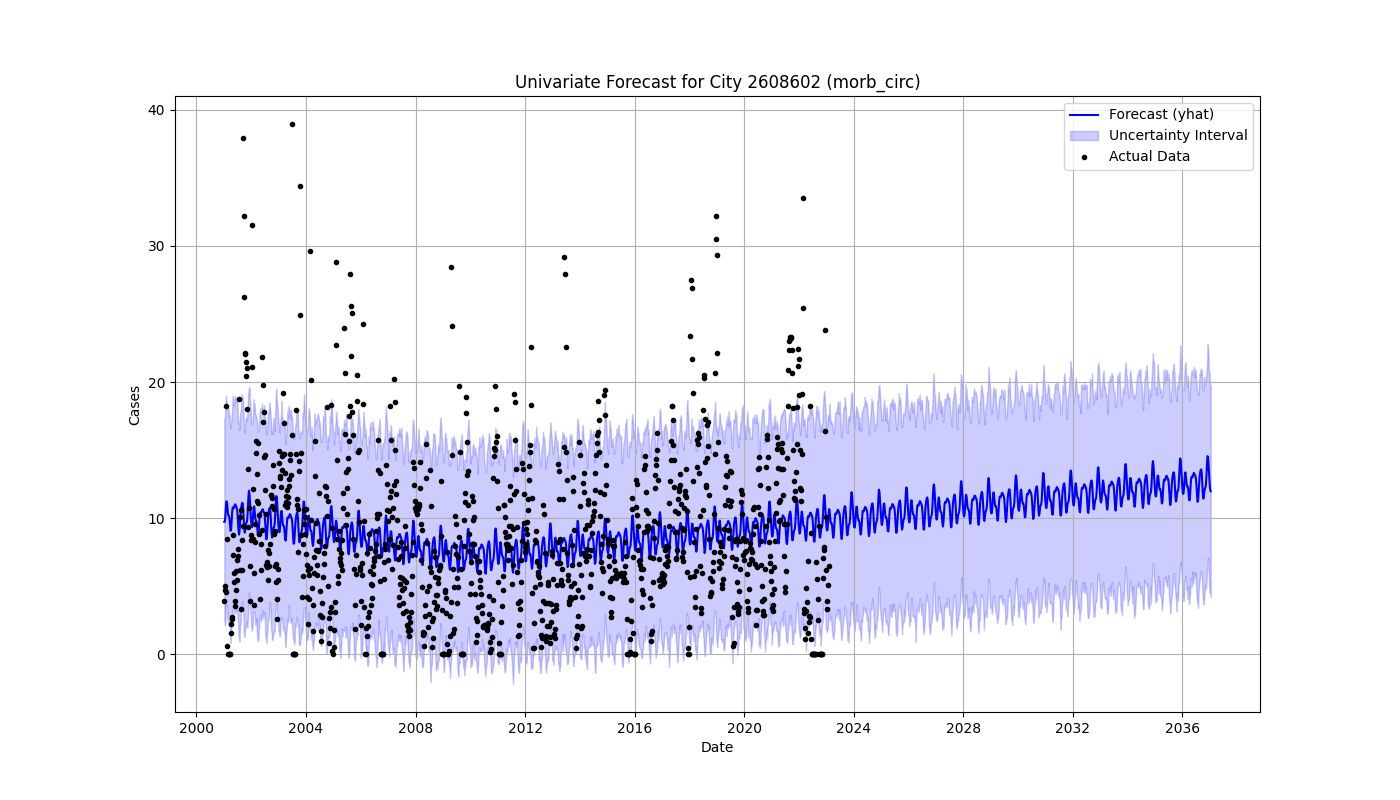 Univariate Forecast for City 2608602 (morb_circ)
Forecast (yhat)
Uncertainty Interval
Actual Data
Cases
40
30
20
10
0
2000 2004 2008 2012 2016 2020 2024 2028 2032 2036
Date